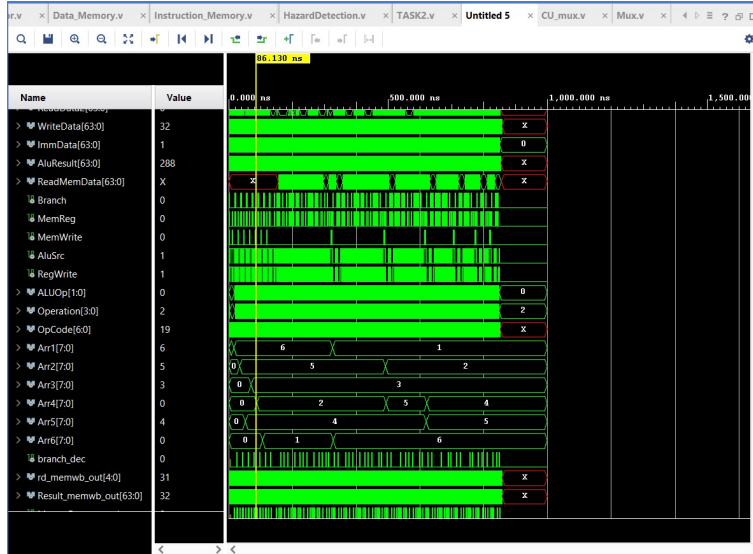 or.v × Data_Memory.v × Instruction_Memory.v × HazardDetection.v × TASK2.v × Untitled 5 × CU_mux.v × Mux.v ×
86.130 ns
Name Value 0.000 ns 500.000 ns 1,000.000 ns 1,500.00
WriteData[63:0] 32 X
ImmData[63:0] 1 0
AluResult[63:0] 288 X
ReadMemData[63:0] X X X
Branch 0
MemReg 0
MemWrite 0
AluSrc 1
RegWrite 1
ALUOp[1:0] 0 0
Operation[3:0] 2 2
OpCode[6:0] 19 X
Arr1[7:0] 6 6 1
Arr2[7:0] 5 0 5 2
Arr3[7:0] 3 0 3
Arr4[7:0] 0 0 2 5 4
Arr5[7:0] 4 0 4 5
Arr6[7:0] 0 0 1 6
branch_dec 0
rd_memwb_out[4:0] 31 X
Result_memwb_out[63:0] 32 X